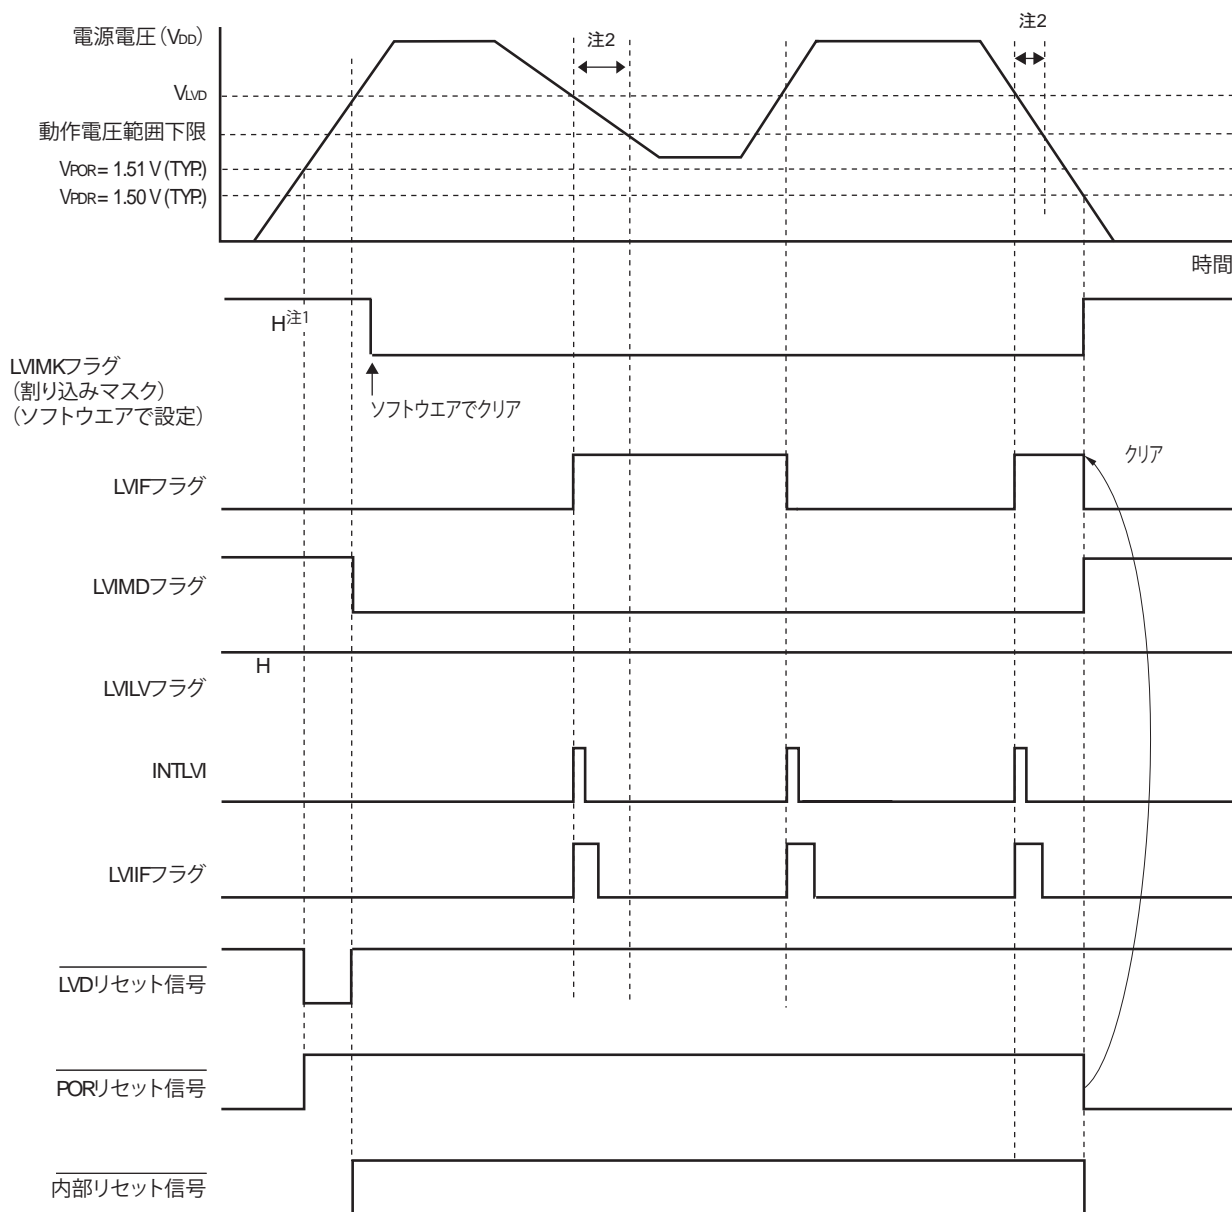 電源電圧（VDD）
注2
注2
VLVD
動作電圧範囲下限
VPOR = 1.51 V (TYP.)
VPDR = 1.50 V (TYP.)
時間
H注1
LVIMKフラグ
（割り込みマスク）
（ソフトウエアで設定）
ソフトウエアでクリア
クリア
LVIFフラグ
LVIMDフラグ
H
LVILVフラグ
INTLVI
LVIIFフラグ
LVDリセット信号
PORリセット信号
内部リセット信号